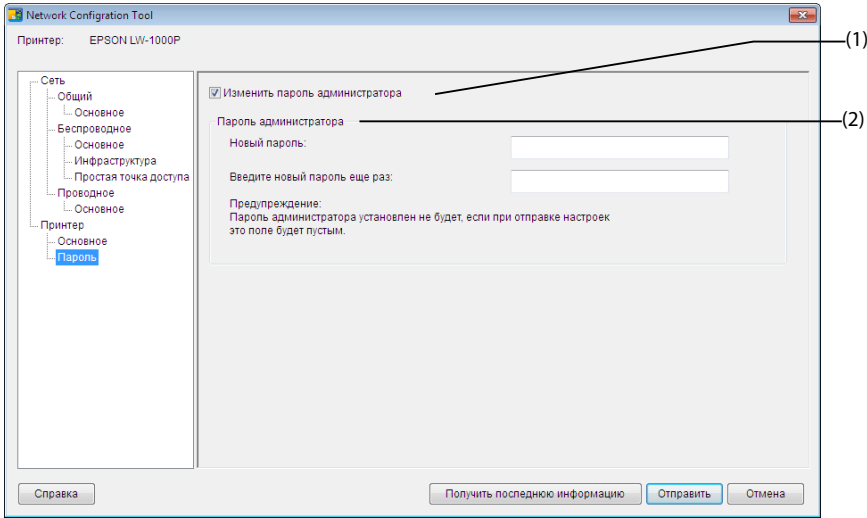 Network Configration Tool
Принтер: EPSON LW-1000P
(1)
(2)
Сеть
Общий
Основное
Беспроводное
Основное
Инфраструктура
Простая точка доступа
Проводное
Основное
Принтер
Основное
Пароль
Изменить пароль администратора
Пароль администратора
Новый пароль:
Введите новый пароль еще раз:
Предупреждение:
Пароль администратора установлен не будет, если при отправке настроек
это поле будет пустым.
Справка
Получить последнюю информацию
Отправить
Отмена